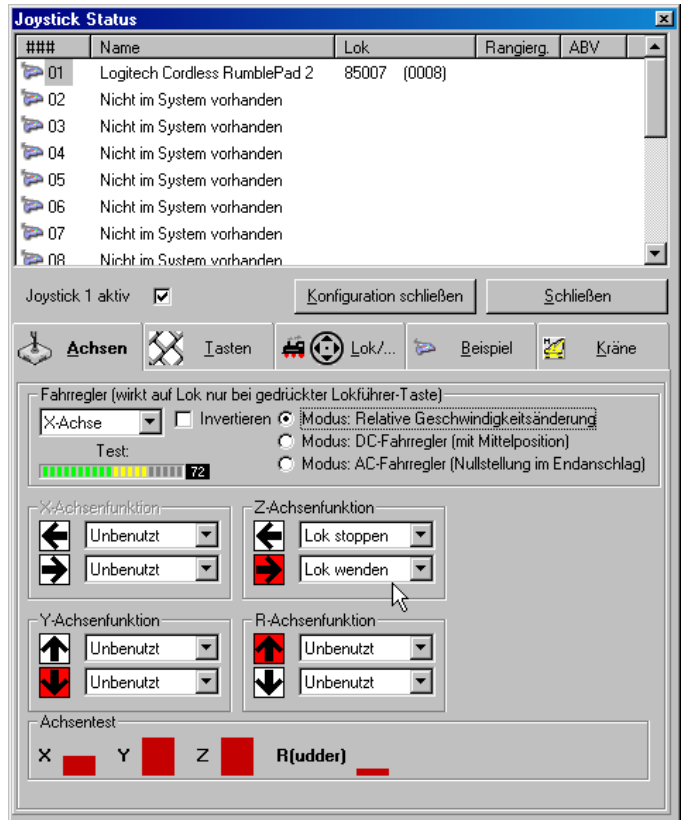 Joystick Status
### Name Lok Rangierg. ABV
01 Logitech Cordless RumblePad 2 85007 (0008)
02 Nicht im System vorhanden
03 Nicht im System vorhanden
04 Nicht im System vorhanden
05 Nicht im System vorhanden
06 Nicht im System vorhanden
07 Nicht im System vorhanden
08 Nicht im System vorhanden
Joystick 1 aktiv Konfiguration schließen Schließen
Achsen Tasten Lok/... Beispiel Kräne
Fahrregler (wirkt auf Lok nur bei gedrückter Lokführer-Taste)
X-Achse Invertieren Modus: Relative Geschwindigkeitsänderung
Modus: DC-Fahrregler (mit Mittelposition)
Test:
Modus: AC-Fahrregler (Nullstellung im Endanschlag)
72
X-Achsenfunktion Z-Achsenfunktion
Unbenutzt Lok stoppen
Unbenutzt Lok wenden
Y-Achsenfunktion R-Achsenfunktion
Unbenutzt Unbenutzt
Unbenutzt Unbenutzt
Achsentest
X Y Z R(udder)